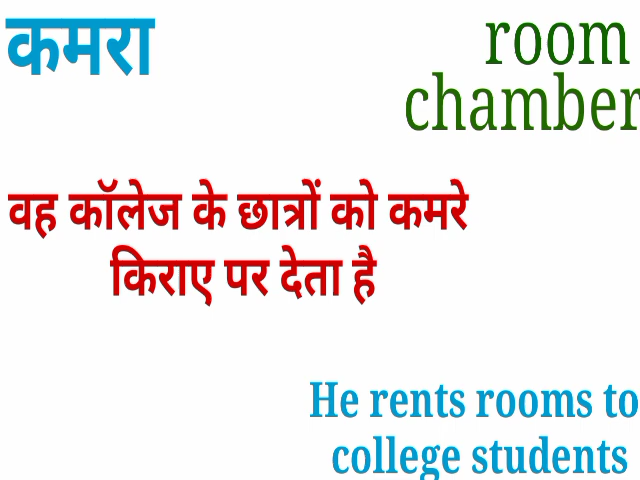 कमरा
room
chamber
वह कॉलेज के छात्रों को कमरे
किराए पर देता है
He rents rooms to
college students